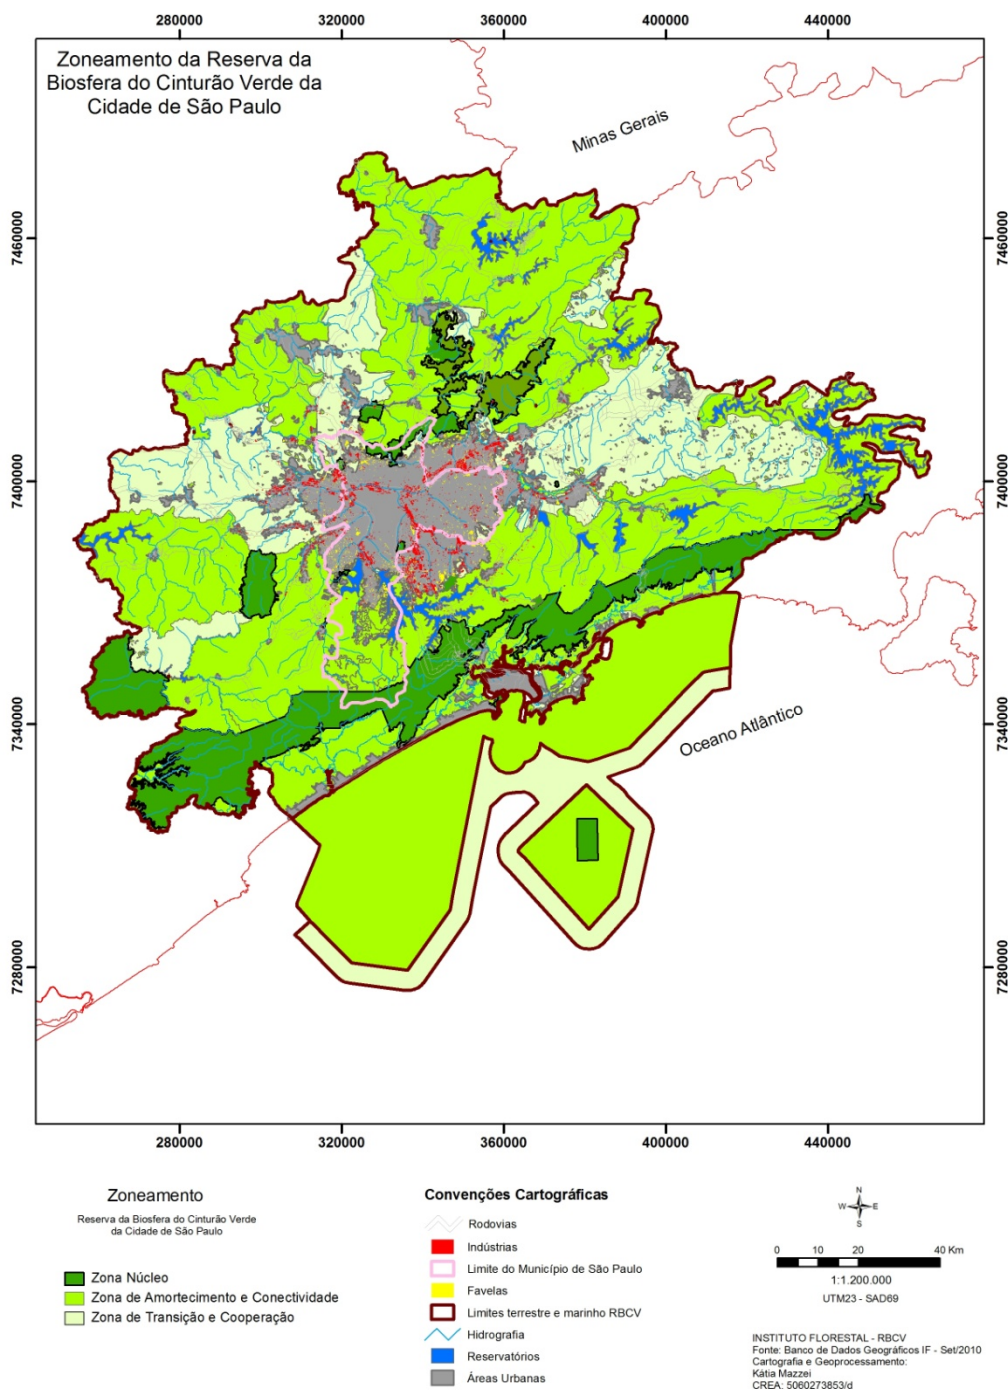 280000
320000
360000
400000
440000
Zoneamento da Reserva da
Biosfera do Cinturão Verde da
Cidade de São Paulo
Minas Gerais
7460000
7460000
7400000
7400000
7340000
7340000
Oceano Atlântico
7280000
7280000
280000
320000
360000
400000
440000
Zoneamento
Reserva da Biosfera do Cinturão Verde
da Cidade de São Paulo
Zona Núcleo
Zona de Amortecimento e Conectividade
Zona de Transição e Cooperação
Convenções Cartográficas
Rodovias
Indústrias
Limite do Município de São Paulo
Favelas
Limites terrestre e marinho RBCV
Hidrografia
Reservatórios
Áreas Urbanas
N
W E
S
0 10 20 40 Km
1:1.200.000
UTM23 - SAD69
INSTITUTO FLORESTAL - RBCV
Fonte: Banco de Dados Geográficos IF - Set/2010
Cartografia e Geoprocessamento:
Kátia Mazzei
CREA: 5060273853/d